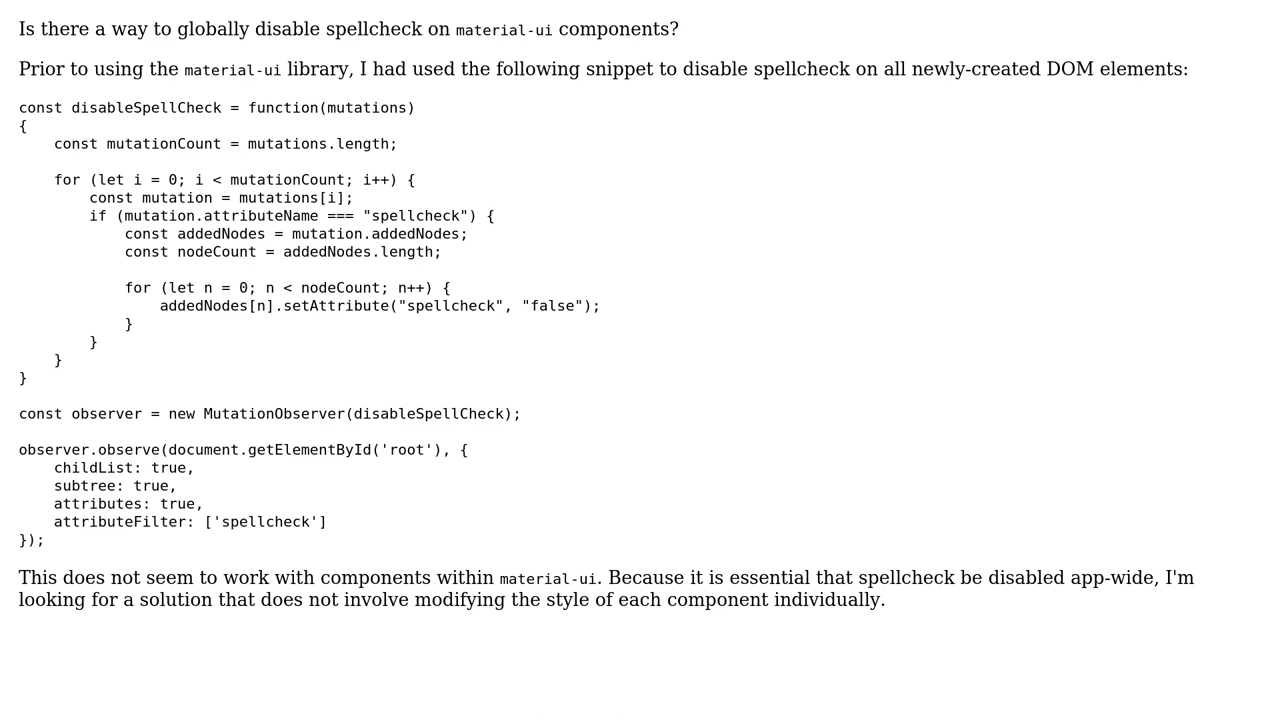 Is there a way to globally disable spellcheck on material-ui components?
Prior to using the material-ui library, I had used the following snippet to disable spellcheck on all newly-created DOM elements:
const disableSpellCheck = function(mutations)
{
    const mutationCount = mutations.length;

    for (let i = 0; i < mutationCount; i++) {
        const mutation = mutations[i];
        if (mutation.attributeName === "spellcheck") {
            const addedNodes = mutation.addedNodes;
            const nodeCount = addedNodes.length;

            for (let n = 0; n < nodeCount; n++) {
                addedNodes[n].setAttribute("spellcheck", "false");
            }
        }
    }
}

const observer = new MutationObserver(disableSpellCheck);

observer.observe(document.getElementById('root'), {
    childList: true,
    subtree: true,
    attributes: true,
    attributeFilter: ['spellcheck']
});
This does not seem to work with components within material-ui. Because it is essential that spellcheck be disabled app-wide, I'm
looking for a solution that does not involve modifying the style of each component individually.